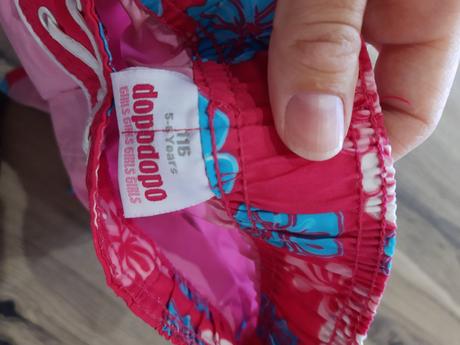 dopodopo
GIRLS GIRLS GIRLS GIRLS
116
5-6 Years